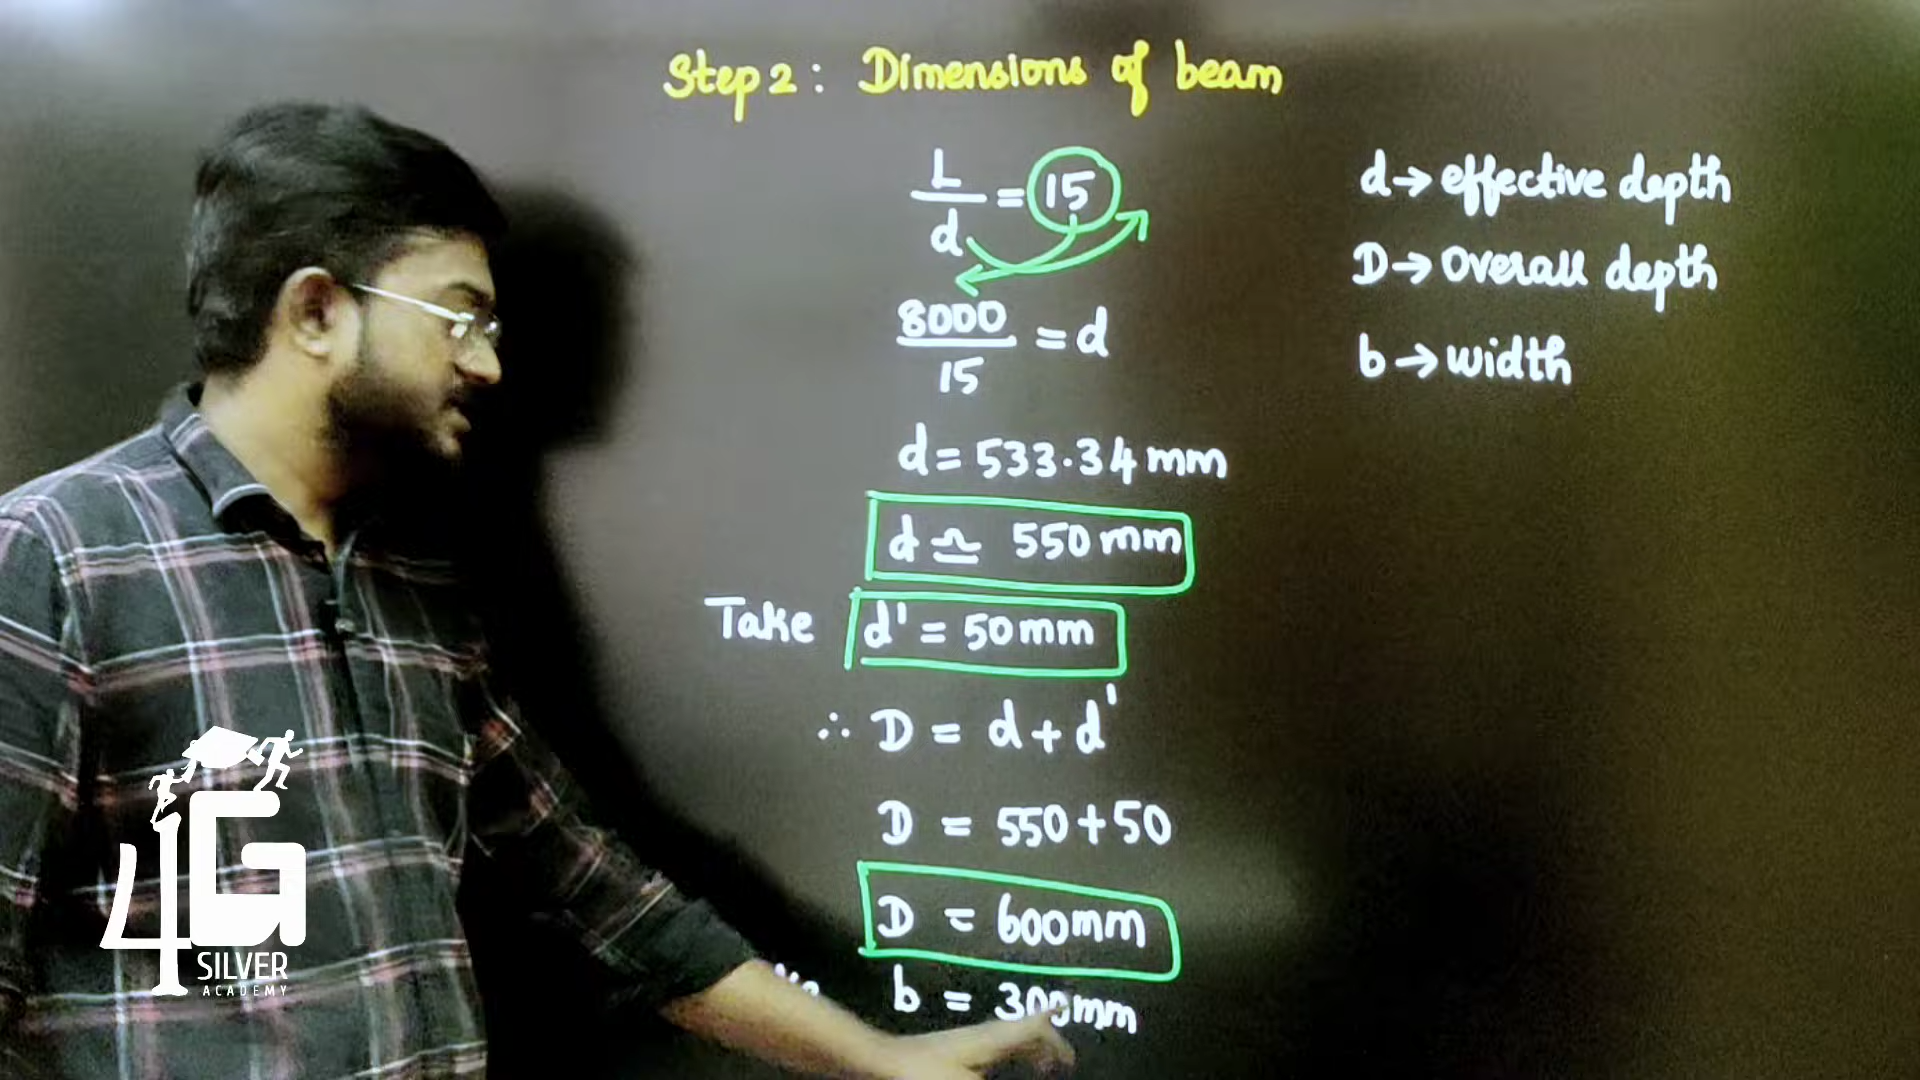 Step 2 : Dimensions of beam
L/d = 15
8000/15 = d
d = 533.34 mm
d ≃ 550 mm
Take d' = 50mm
∴ D = d + d'
D = 550 + 50
D = 600mm
b = 300mm
d → effective depth
D → Overall depth
b → width
4G
SILVER
ACADEMY